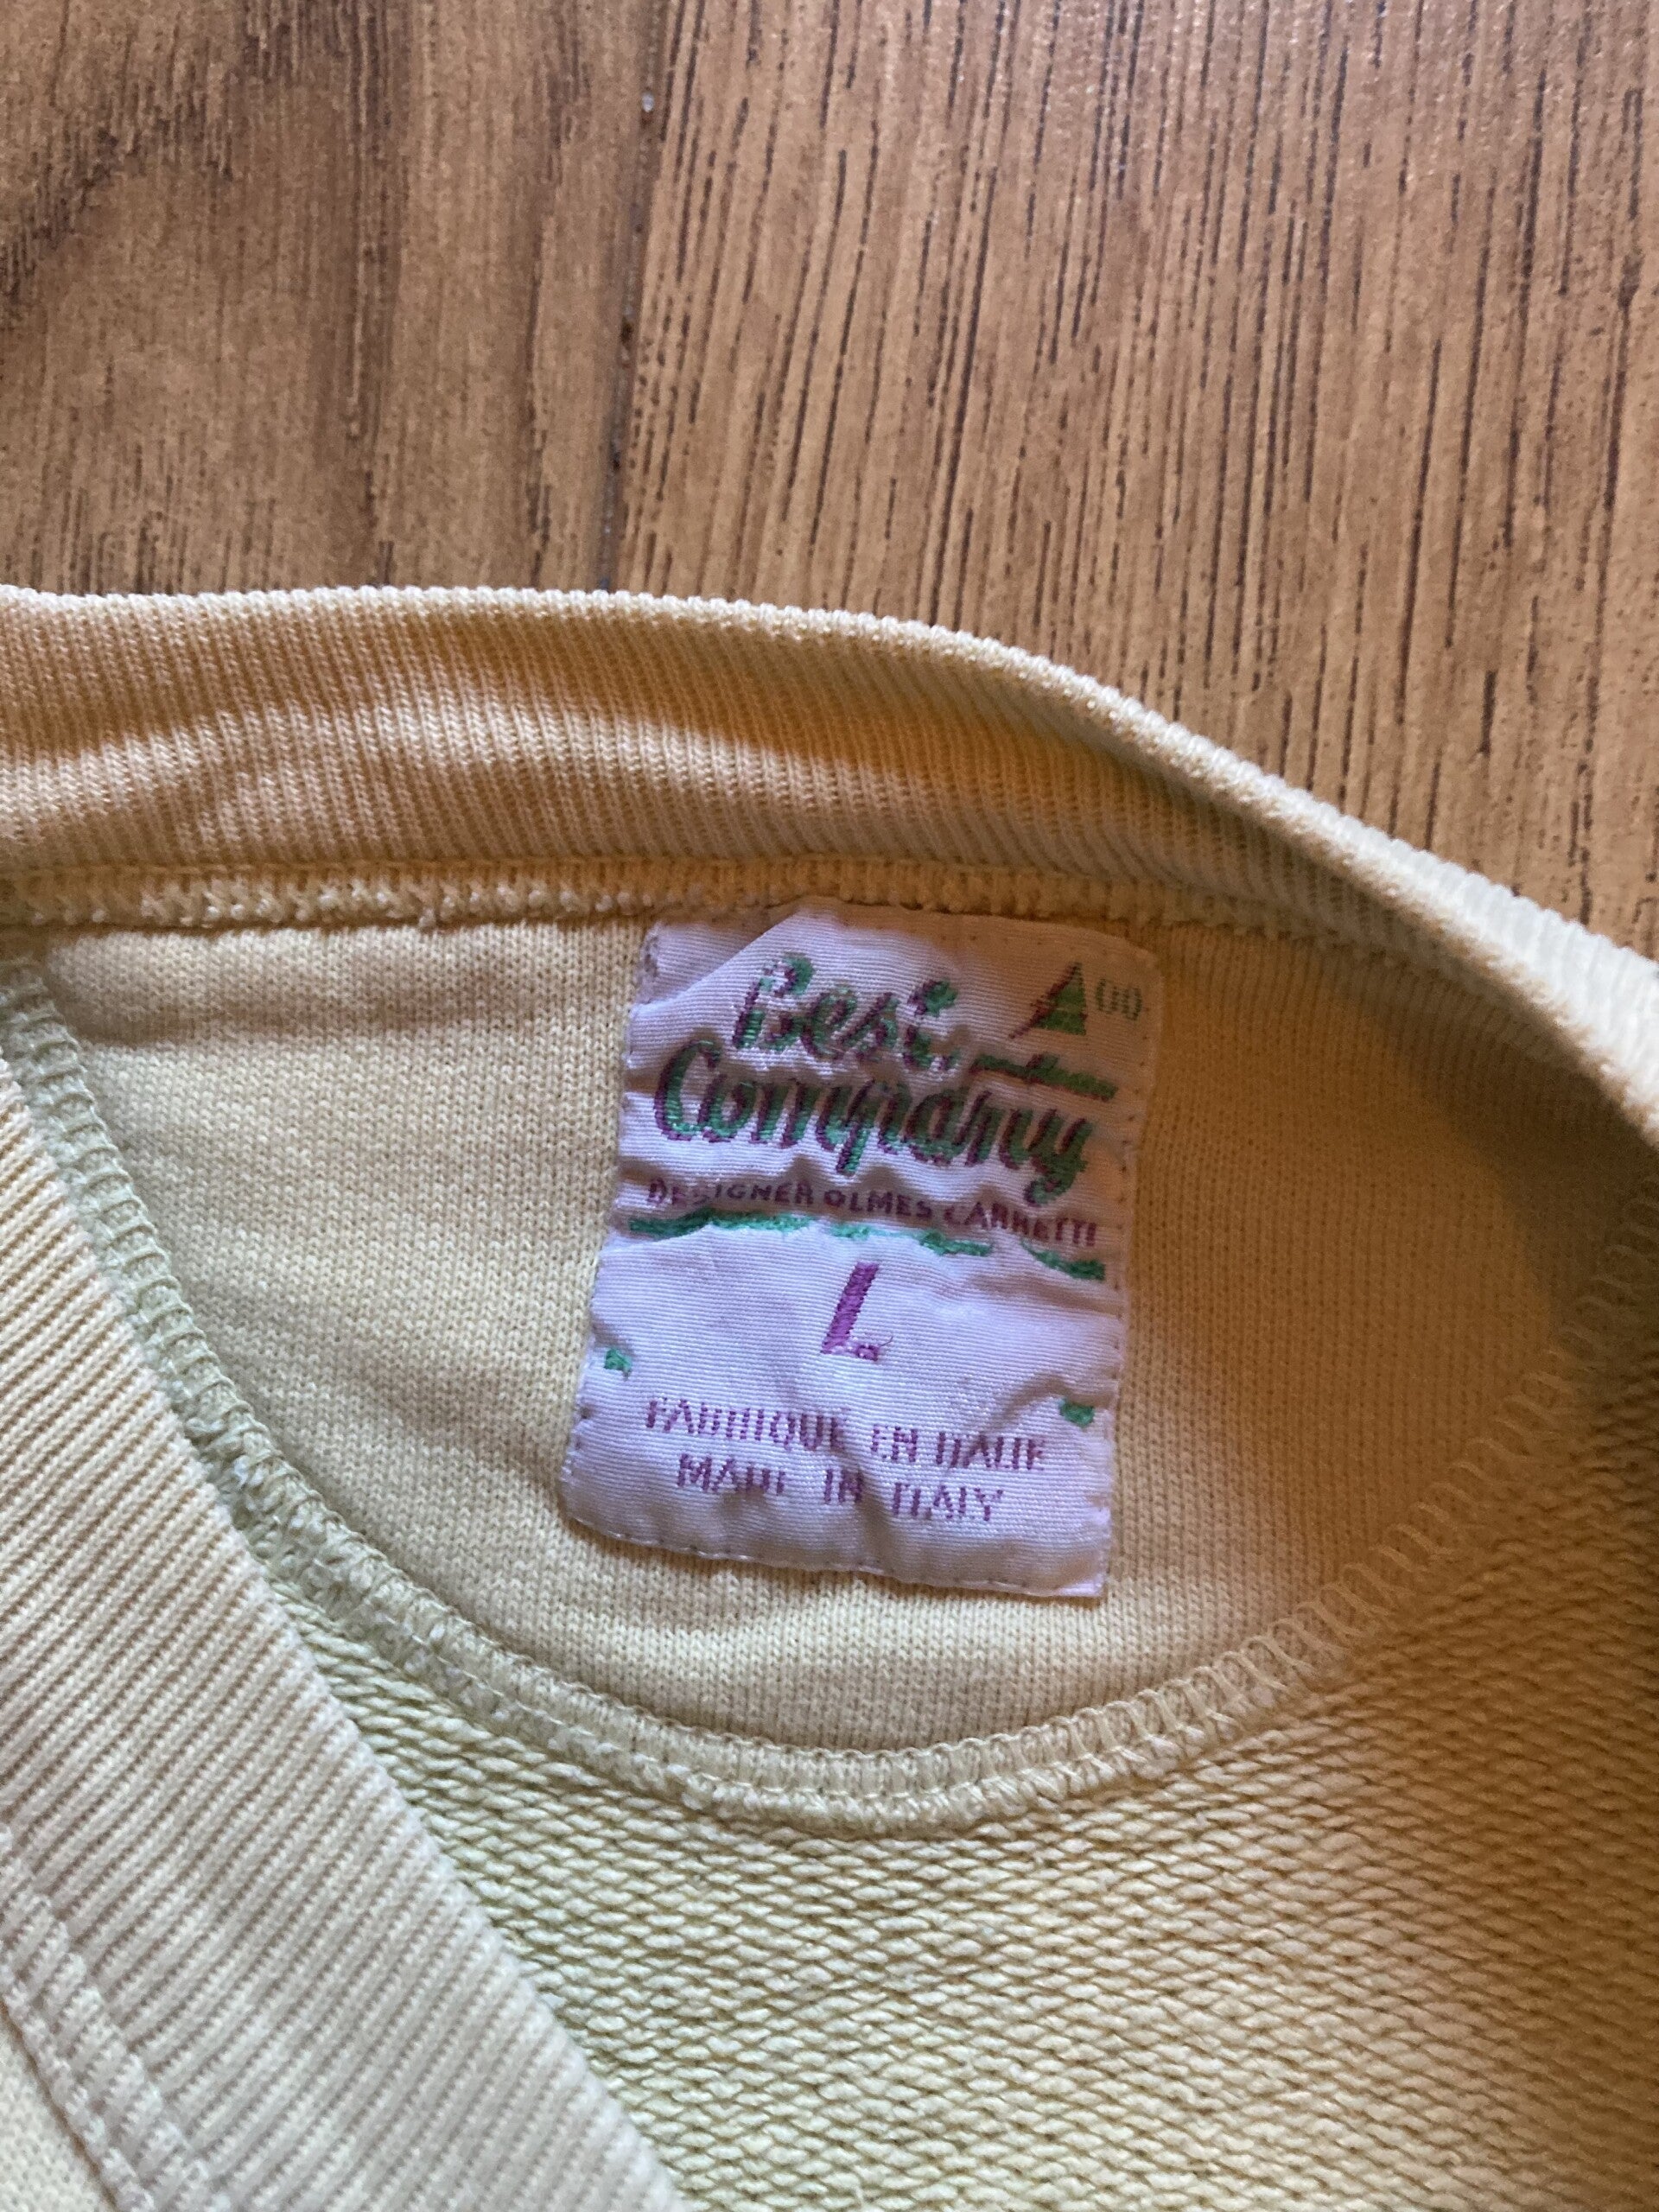 Best
Company
DESIGNER OLMES CARRETTI
L
FABRIQUÉ EN ITALIE
MADE IN ITALY